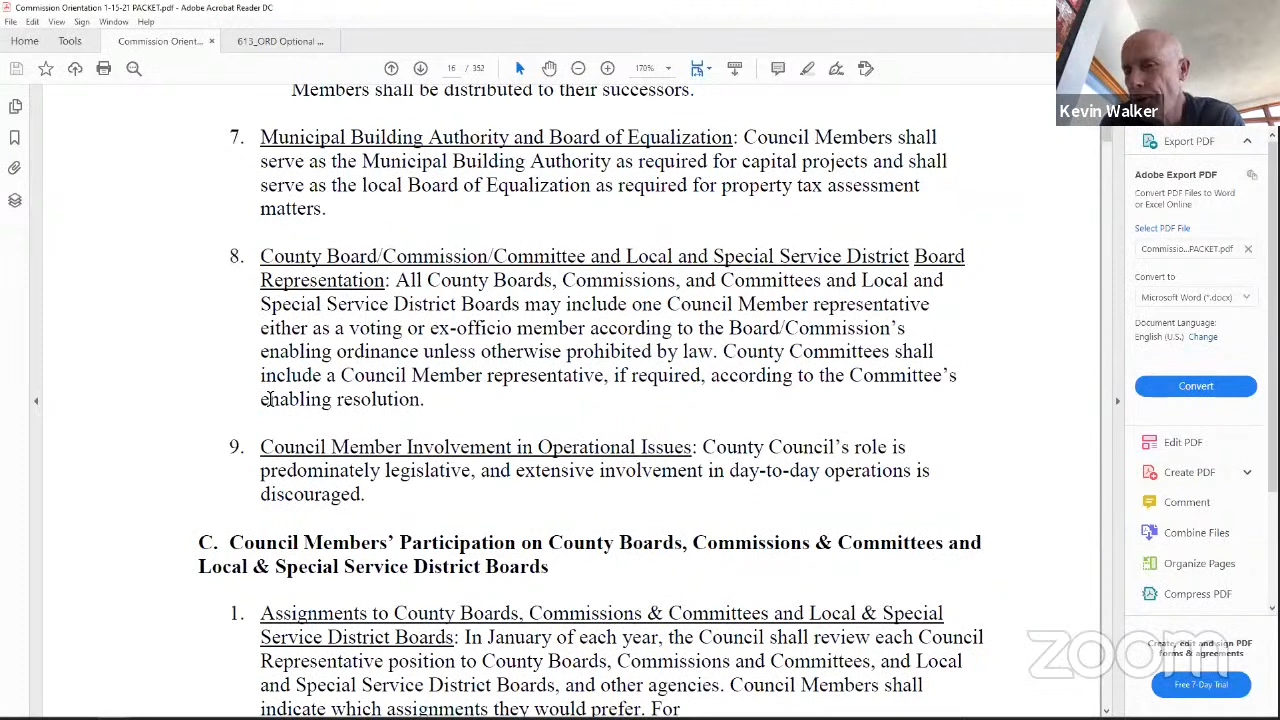 Commission Orientation 1-15-21 PACKET.pdf - Adobe Acrobat Reader DC
File Edit View Sign Window Help
Home Tools Commission Orient... × 613_ORD Optional ...
16 / 352 170%
Kevin Walker
Members shall be distributed to their successors.
7. Municipal Building Authority and Board of Equalization: Council Members shall
serve as the Municipal Building Authority as required for capital projects and shall
serve as the local Board of Equalization as required for property tax assessment
matters.
8. County Board/Commission/Committee and Local and Special Service District Board
Representation: All County Boards, Commissions, and Committees and Local and
Special Service District Boards may include one Council Member representative
either as a voting or ex-officio member according to the Board/Commission's
enabling ordinance unless otherwise prohibited by law. County Committees shall
include a Council Member representative, if required, according to the Committee's
enabling resolution.
9. Council Member Involvement in Operational Issues: County Council's role is
predominately legislative, and extensive involvement in day-to-day operations is
discouraged.
C. Council Members' Participation on County Boards, Commissions & Committees and
Local & Special Service District Boards
1. Assignments to County Boards, Commissions & Committees and Local & Special
Service District Boards: In January of each year, the Council shall review each Council
Representative position to County Boards, Commissions and Committees, and Local
and Special Service District Boards, and other agencies. Council Members shall
indicate which assignments they would prefer. For
Export PDF
Adobe Export PDF
Convert PDF Files to Word
or Excel Online
Select PDF File
Commissio...PACKET.pdf ×
Convert to
Microsoft Word (*.docx)
Document Language:
English (U.S.) Change
Convert
Edit PDF
Create PDF
Comment
Combine Files
Organize Pages
Compress PDF
Create, edit and sign PDF
forms & agreements
Free 7-Day Trial
zoom